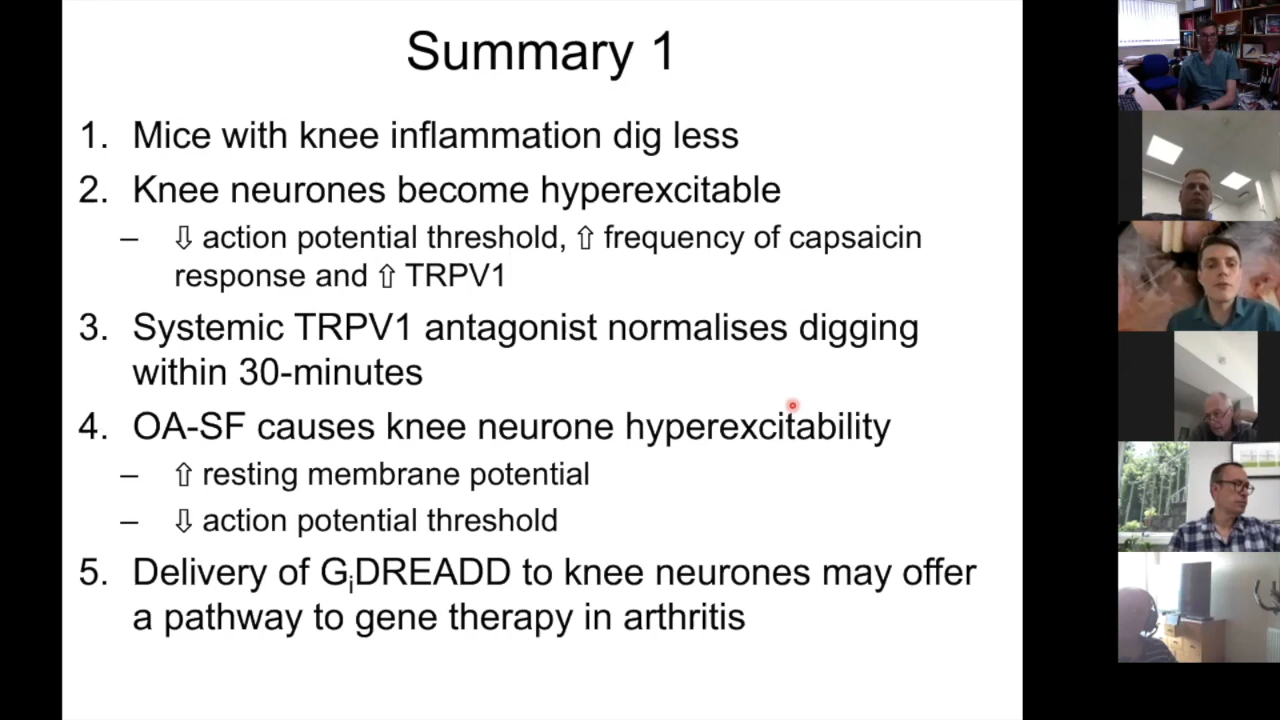 Summary 1
1. Mice with knee inflammation dig less
2. Knee neurones become hyperexcitable
– ⇩ action potential threshold, ⇧ frequency of capsaicin
response and ⇧ TRPV1
3. Systemic TRPV1 antagonist normalises digging
within 30-minutes
4. OA-SF causes knee neurone hyperexcitability
– ⇧ resting membrane potential
– ⇩ action potential threshold
5. Delivery of GᵢDREADD to knee neurones may offer
a pathway to gene therapy in arthritis